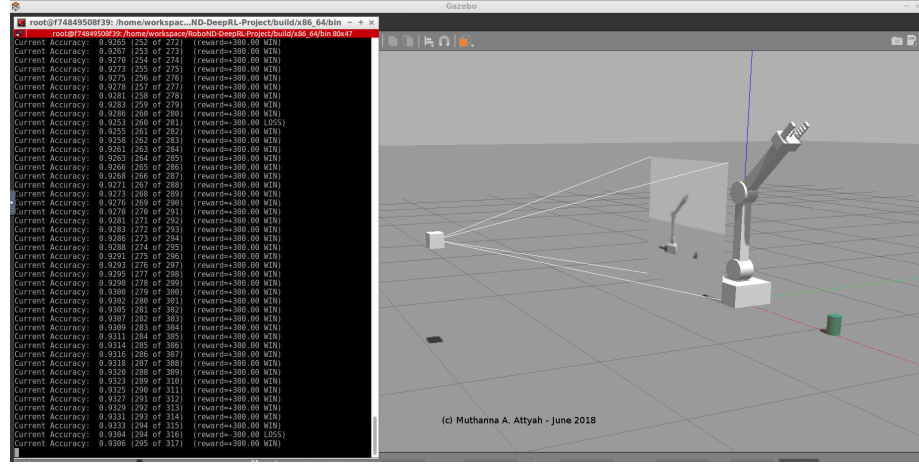 Gazebo
root@f74849508f39: /home/workspac...ND-DeepRL-Project/build/x86_64/bin
root@f74849508f39: /home/workspace/RoboND-DeepRL-Project/build/x86_64/bin 80x47
Current Accuracy: 0.9265 (252 of 272) (reward=+300.00 WIN)
Current Accuracy: 0.9267 (253 of 273) (reward=+300.00 WIN)
Current Accuracy: 0.9270 (254 of 274) (reward=+300.00 WIN)
Current Accuracy: 0.9273 (255 of 275) (reward=+300.00 WIN)
Current Accuracy: 0.9275 (256 of 276) (reward=+300.00 WIN)
Current Accuracy: 0.9278 (257 of 277) (reward=+300.00 WIN)
Current Accuracy: 0.9281 (258 of 278) (reward=+300.00 WIN)
Current Accuracy: 0.9283 (259 of 279) (reward=+300.00 WIN)
Current Accuracy: 0.9286 (260 of 280) (reward=+300.00 WIN)
Current Accuracy: 0.9253 (260 of 281) (reward=-300.00 LOSS)
Current Accuracy: 0.9255 (261 of 282) (reward=+300.00 WIN)
Current Accuracy: 0.9258 (262 of 283) (reward=+300.00 WIN)
Current Accuracy: 0.9261 (263 of 284) (reward=+300.00 WIN)
Current Accuracy: 0.9263 (264 of 285) (reward=+300.00 WIN)
Current Accuracy: 0.9266 (265 of 286) (reward=+300.00 WIN)
Current Accuracy: 0.9268 (266 of 287) (reward=+300.00 WIN)
Current Accuracy: 0.9271 (267 of 288) (reward=+300.00 WIN)
Current Accuracy: 0.9273 (268 of 289) (reward=+300.00 WIN)
Current Accuracy: 0.9276 (269 of 290) (reward=+300.00 WIN)
Current Accuracy: 0.9278 (270 of 291) (reward=+300.00 WIN)
Current Accuracy: 0.9281 (271 of 292) (reward=+300.00 WIN)
Current Accuracy: 0.9283 (272 of 293) (reward=+300.00 WIN)
Current Accuracy: 0.9286 (273 of 294) (reward=+300.00 WIN)
Current Accuracy: 0.9288 (274 of 295) (reward=+300.00 WIN)
Current Accuracy: 0.9291 (275 of 296) (reward=+300.00 WIN)
Current Accuracy: 0.9293 (276 of 297) (reward=+300.00 WIN)
Current Accuracy: 0.9295 (277 of 298) (reward=+300.00 WIN)
Current Accuracy: 0.9298 (278 of 299) (reward=+300.00 WIN)
Current Accuracy: 0.9300 (279 of 300) (reward=+300.00 WIN)
Current Accuracy: 0.9302 (280 of 301) (reward=+300.00 WIN)
Current Accuracy: 0.9305 (281 of 302) (reward=+300.00 WIN)
Current Accuracy: 0.9307 (282 of 303) (reward=+300.00 WIN)
Current Accuracy: 0.9309 (283 of 304) (reward=+300.00 WIN)
Current Accuracy: 0.9311 (284 of 305) (reward=+300.00 WIN)
Current Accuracy: 0.9314 (285 of 306) (reward=+300.00 WIN)
Current Accuracy: 0.9316 (286 of 307) (reward=+300.00 WIN)
Current Accuracy: 0.9318 (287 of 308) (reward=+300.00 WIN)
Current Accuracy: 0.9320 (288 of 309) (reward=+300.00 WIN)
Current Accuracy: 0.9323 (289 of 310) (reward=+300.00 WIN)
Current Accuracy: 0.9325 (290 of 311) (reward=+300.00 WIN)
Current Accuracy: 0.9327 (291 of 312) (reward=+300.00 WIN)
Current Accuracy: 0.9329 (292 of 313) (reward=+300.00 WIN)
Current Accuracy: 0.9331 (293 of 314) (reward=+300.00 WIN)
Current Accuracy: 0.9333 (294 of 315) (reward=+300.00 WIN)
Current Accuracy: 0.9304 (294 of 316) (reward=-300.00 LOSS)
Current Accuracy: 0.9306 (295 of 317) (reward=+300.00 WIN)
(c) Muthanna A. Attyah - June 2018